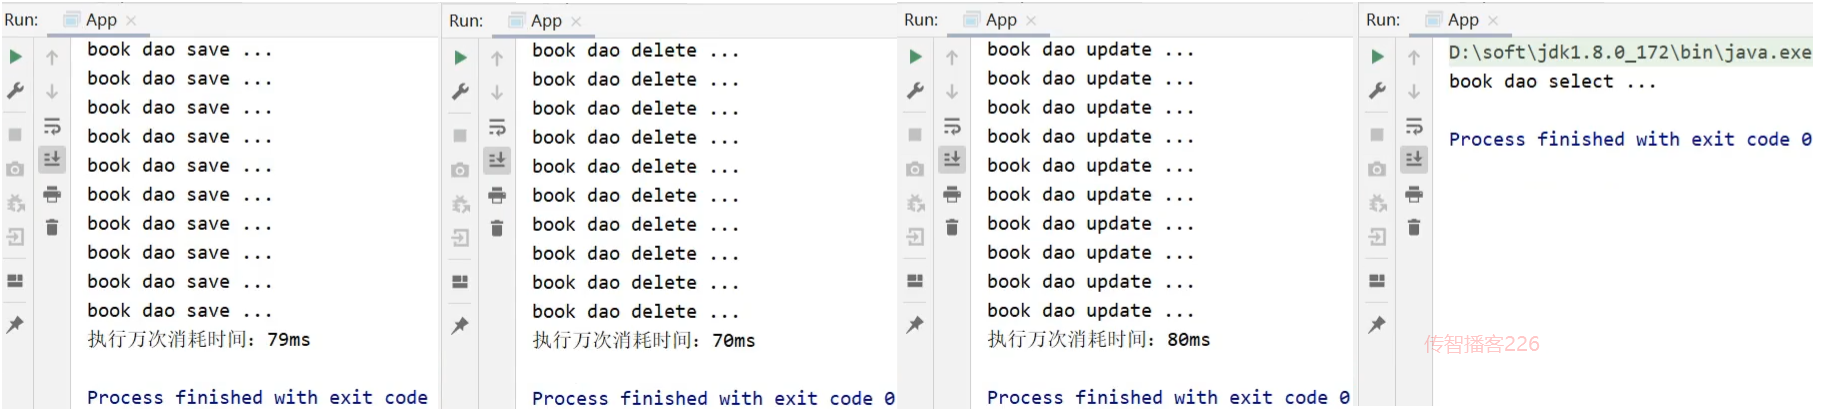 Run: App ×
book dao save ...
book dao save ...
book dao save ...
book dao save ...
book dao save ...
book dao save ...
book dao save ...
book dao save ...
book dao save ...
book dao save ...
执行万次消耗时间：79ms
Process finished with exit code
Run: App ×
book dao delete ...
book dao delete ...
book dao delete ...
book dao delete ...
book dao delete ...
book dao delete ...
book dao delete ...
book dao delete ...
book dao delete ...
book dao delete ...
执行万次消耗时间：70ms
Process finished with exit code 0
Run: App ×
book dao update ...
book dao update ...
book dao update ...
book dao update ...
book dao update ...
book dao update ...
book dao update ...
book dao update ...
book dao update ...
book dao update ...
执行万次消耗时间：80ms
Process finished with exit code 0
Run: App ×
D:\soft\jdk1.8.0_172\bin\java.exe
book dao select ...
Process finished with exit code 0
传智播客226